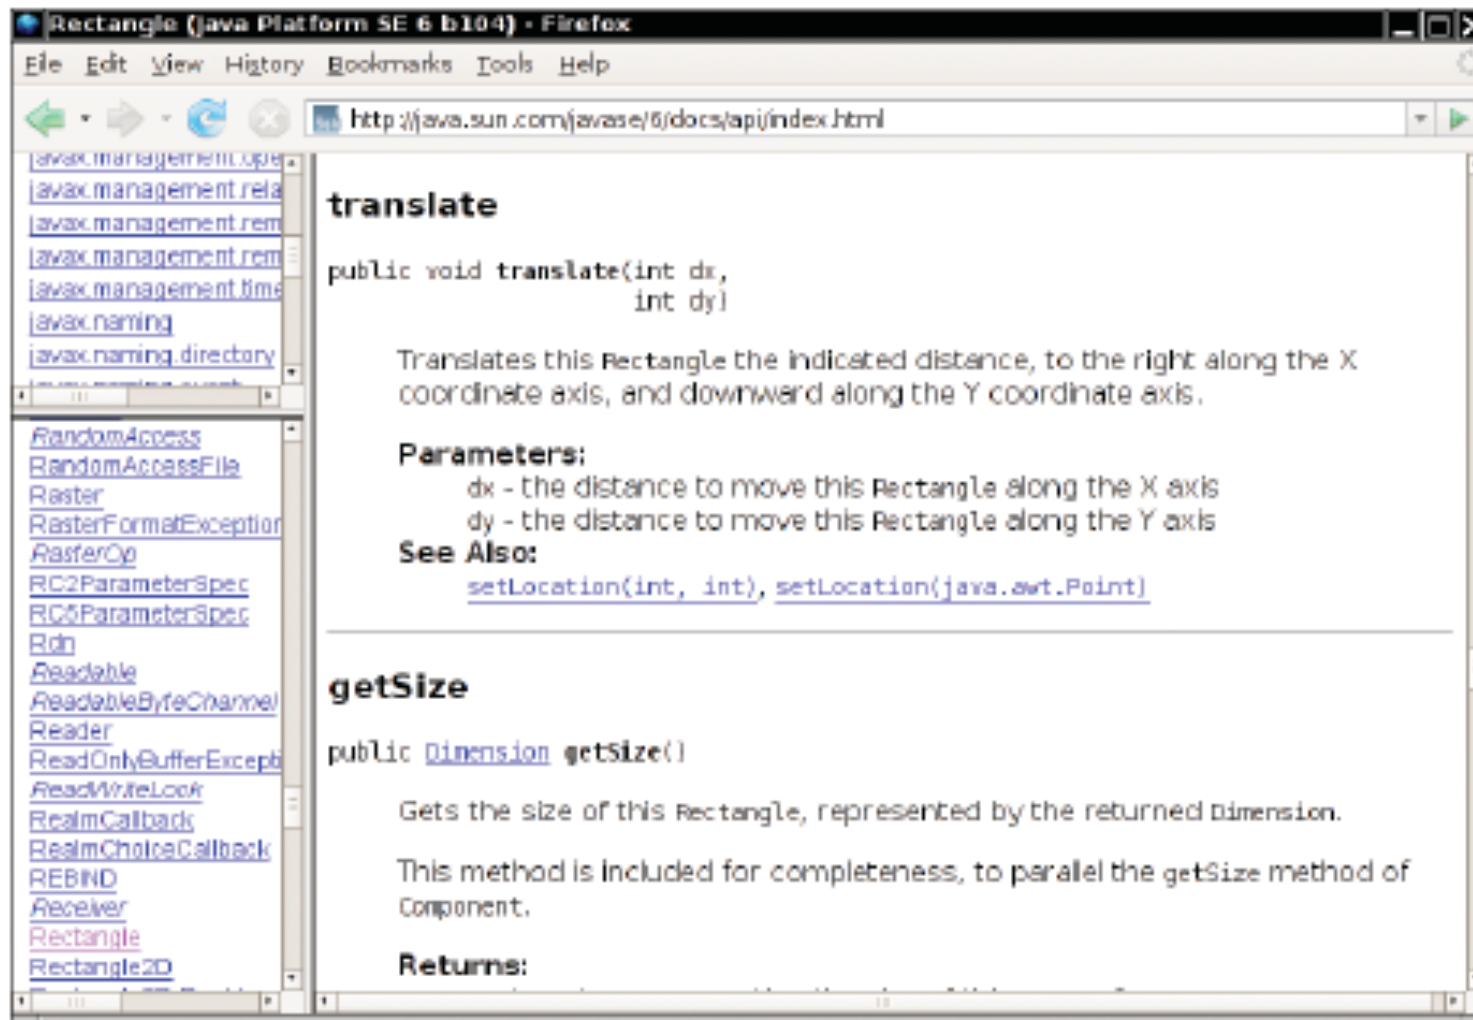 Rectangle (Java Platform SE 6 b104) - Firefox
File Edit View History Bookmarks Tools Help
http://java.sun.com/javase/6/docs/api/index.html
javax.management.ope
javax.management.rela
javax.management.rem
javax.management.rem
javax.management.time
javax.naming
javax.naming.directory
RandomAccess
RandomAccessFile
Raster
RasterFormatException
RasterOp
RC2ParameterSpec
RC5ParameterSpec
Rdn
Readable
ReadableByteChannel
Reader
ReadOnlyBufferExcepti
ReadWriteLock
RealmCallback
RealmChoiceCallback
REBIND
Receiver
Rectangle
Rectangle2D
translate
public void translate(int dx,
int dy)
Translates this Rectangle the indicated distance, to the right along the X
coordinate axis, and downward along the Y coordinate axis.
Parameters:
dx - the distance to move this Rectangle along the X axis
dy - the distance to move this Rectangle along the Y axis
See Also:
setLocation(int, int), setLocation(java.awt.Point)
getSize
public Dimension getSize()
Gets the size of this Rectangle, represented by the returned Dimension.
This method is included for completeness, to parallel the getSize method of
Component.
Returns: